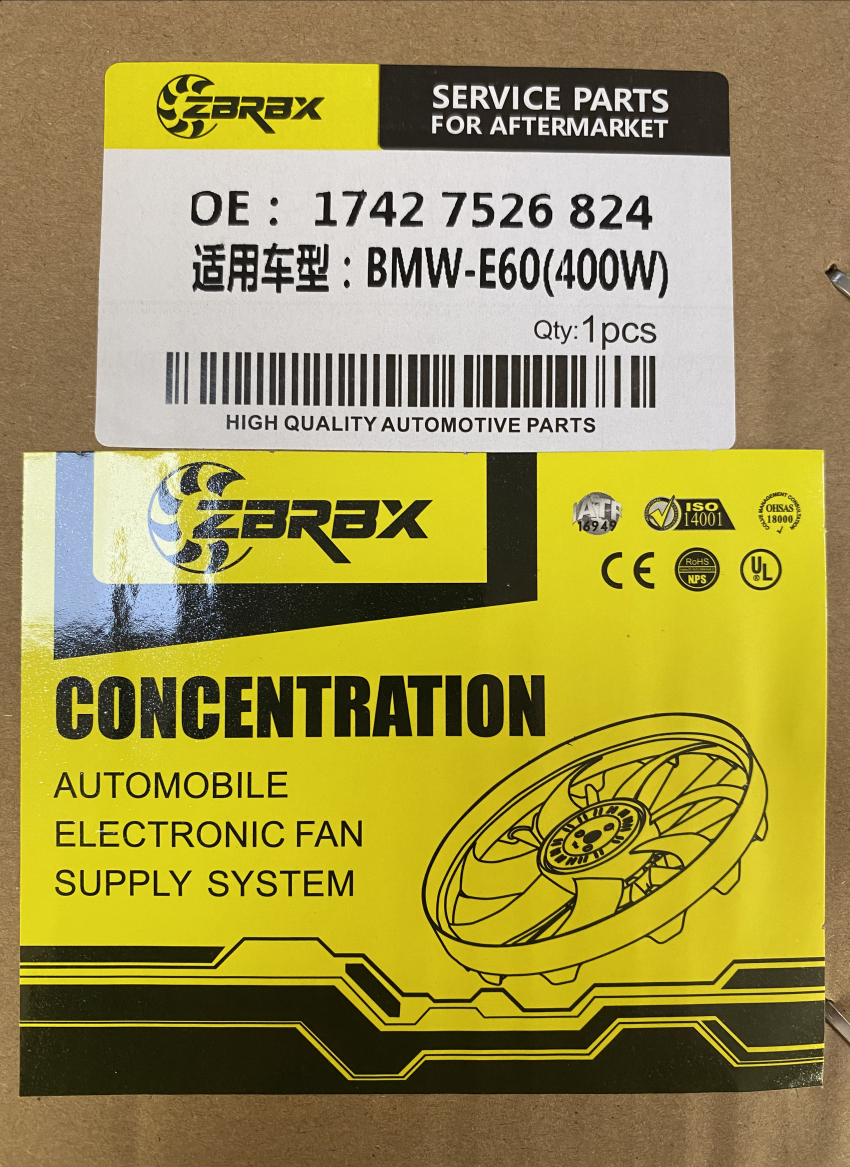 ZBRBX
SERVICE PARTS
FOR AFTERMARKET
OE： 1742 7526 824
适用车型：BMW-E60(400W)
Qty:1pcs
HIGH QUALITY AUTOMOTIVE PARTS
ZBRBX
IATF
16949
ISO
14001
OHSAS
18000
CE
RoHS
NPS
UL
CONCENTRATION
AUTOMOBILE
ELECTRONIC FAN
SUPPLY SYSTEM